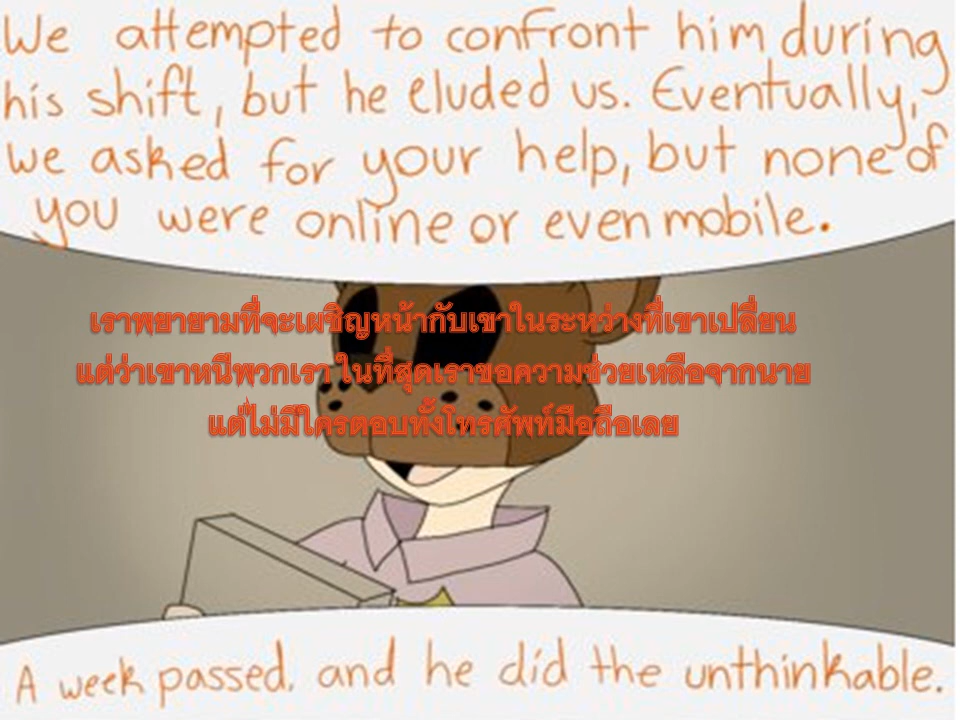 We attempted to confront him during
his shift, but he eluded us. Eventually,
we asked for your help, but none of
you were online or even mobile.
เราพยายามที่จะเผชิญหน้ากับเขาในระหว่างที่เขาเปลี่ยน
แต่ว่าเขาหนีพวกเรา ในที่สุดเราขอความช่วยเหลือจากนาย
แต่ไม่มีใครตอบทั้งโทรศัพท์มือถือเลย
A week passed, and he did the unthinkable.